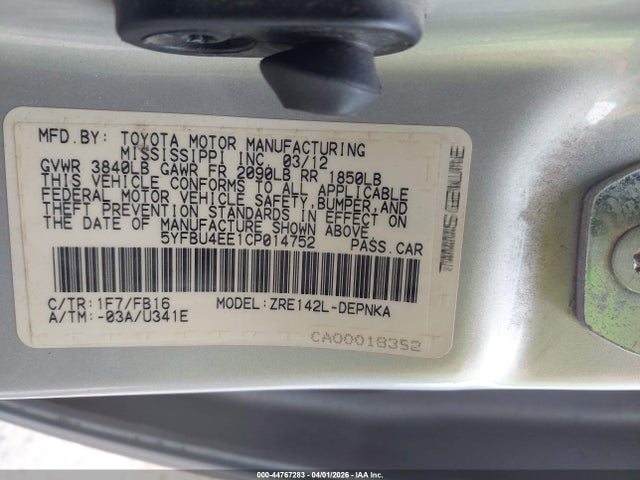 MFD.BY: TOYOTA MOTOR MANUFACTURING
MISSISSIPPI INC. 03/12
GVWR 3840LB GAWR FR 2090LB RR 1850LB
THIS VEHICLE CONFORMS TO ALL APPLICABLE
FEDERAL MOTOR VEHICLE SAFETY,BUMPER,AND
THEFT PREVENTION STANDARDS IN EFFECT ON
THE DATE OF MANUFACTURE SHOWN ABOVE
5YFBU4EE1CP014752 PASS.CAR
C/TR:1F7/FB16 MODEL:ZRE142L-DEPNKA
A/TM:-03A/U341E
CA00018352
000-44767283 - 04/01/2026 - IAA Inc.